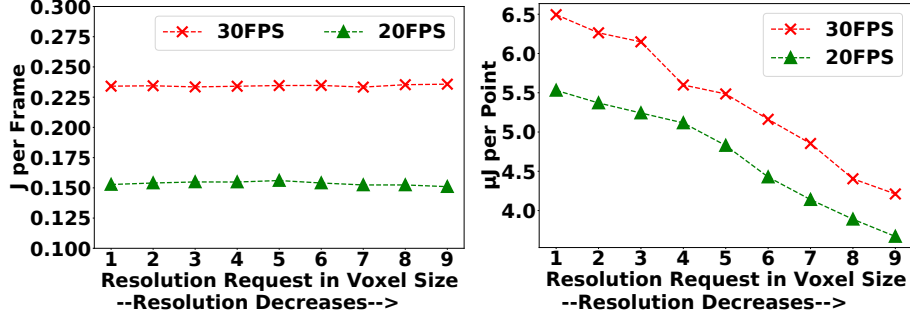 0.300
0.275
0.250
0.225
0.200
0.175
0.150
0.125
0.100
J per Frame
30FPS 20FPS
1 2 3 4 5 6 7 8 9
Resolution Request in Voxel Size
--Resolution Decreases-->
6.5
6.0
5.5
5.0
4.5
4.0
µJ per Point
30FPS
20FPS
1 2 3 4 5 6 7 8 9
Resolution Request in Voxel Size
--Resolution Decreases-->